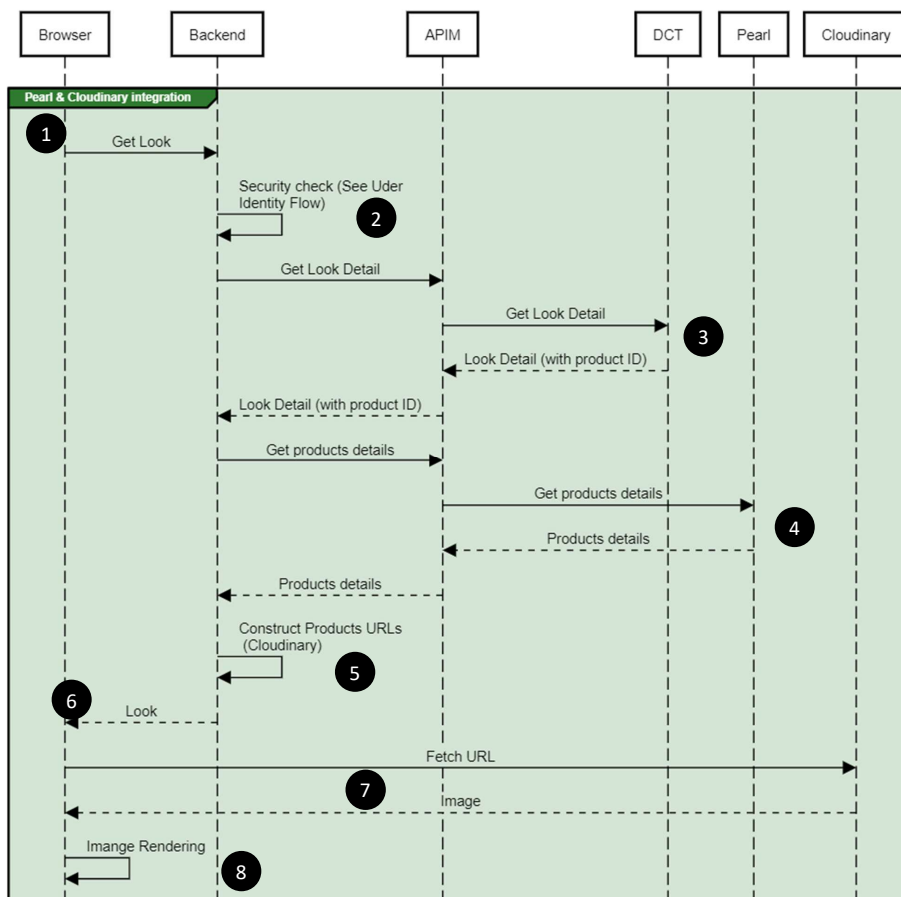 Browser
Backend
APIM
DCT
Pearl
Cloudinary
Pearl & Cloudinary integration
1
Get Look
Security check (See Uder
Identity Flow)
2
Get Look Detail
Get Look Detail
3
Look Detail (with product ID)
Look Detail (with product ID)
Get products details
Get products details
4
Products details
Products details
Construct Products URLs
(Cloudinary)
5
6
Look
Fetch URL
7
Image
Imange Rendering
8